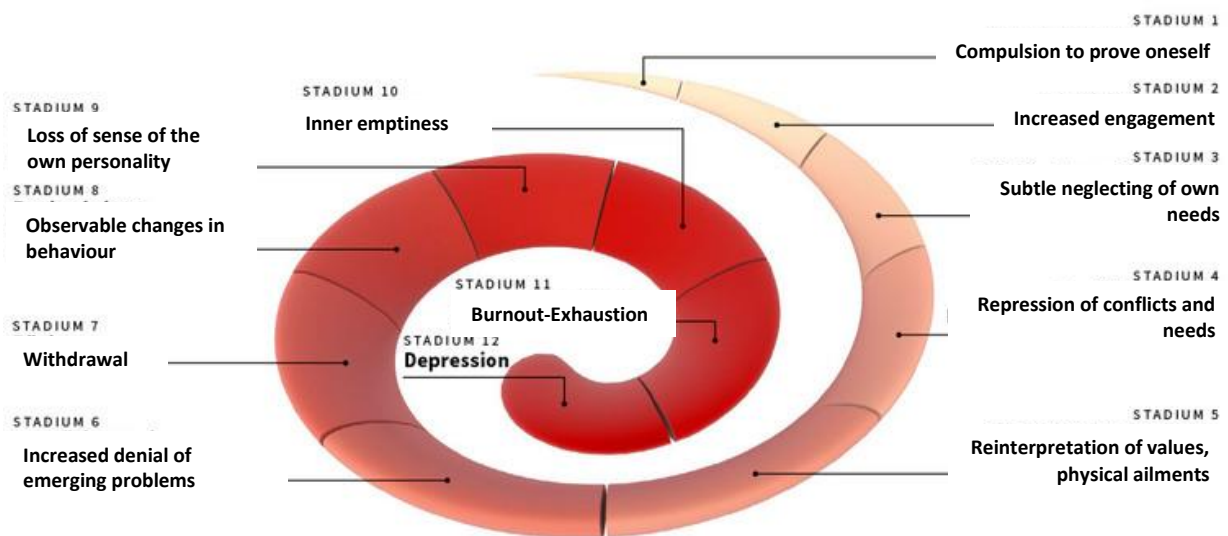 STADIUM 1
Compulsion to prove oneself
STADIUM 2
Increased engagement
STADIUM 3
Subtle neglecting of own
needs
STADIUM 4
Repression of conflicts and
needs
STADIUM 5
Reinterpretation of values,
physical ailments
STADIUM 6
Increased denial of
emerging problems
STADIUM 7
Withdrawal
STADIUM 8
Observable changes in
behaviour
STADIUM 9
Loss of sense of the
own personality
STADIUM 10
Inner emptiness
STADIUM 11
Burnout-Exhaustion
STADIUM 12
Depression